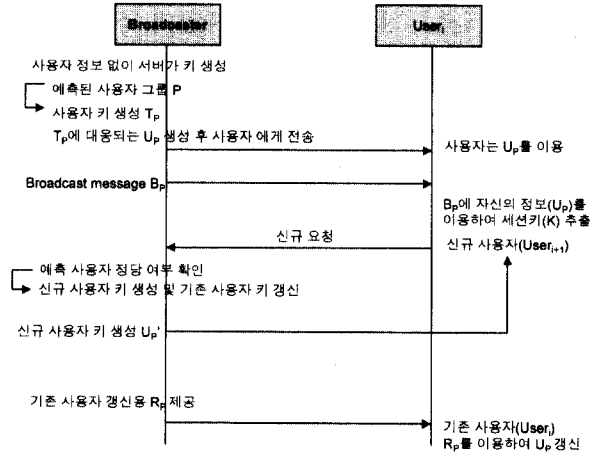 Broadcaster
User_i
사용자 정보 없이 서버가 키 생성
예측된 사용자 그룹 P
사용자 키 생성 T_P
T_P에 대응되는 U_P 생성 후 사용자 에게 전송
사용자는 U_P를 이용
Broadcast message B_P
B_P에 자신의 정보(U_P)를
이용하여 세션키(K) 추출
신규 요청
신규 사용자(User_{i+1})
예측 사용자 정당 여부 확인
신규 사용자 키 생성 및 기존 사용자 키 갱신
신규 사용자 키 생성 U_P'
기존 사용자 갱신용 R_P 제공
기존 사용자(User_i)
R_P를 이용하여 U_P 갱신